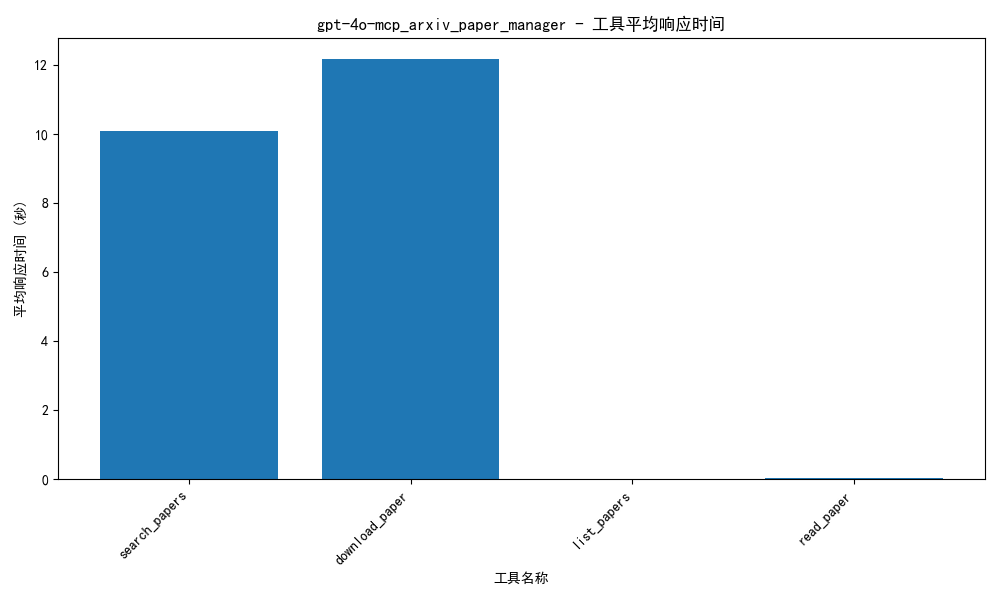 gpt-4o-mcp_arxiv_paper_manager - 工具平均响应时间
平均响应时间 (秒)
12
10
8
6
4
2
0
search_papers
download_paper
list_papers
read_paper
工具名称